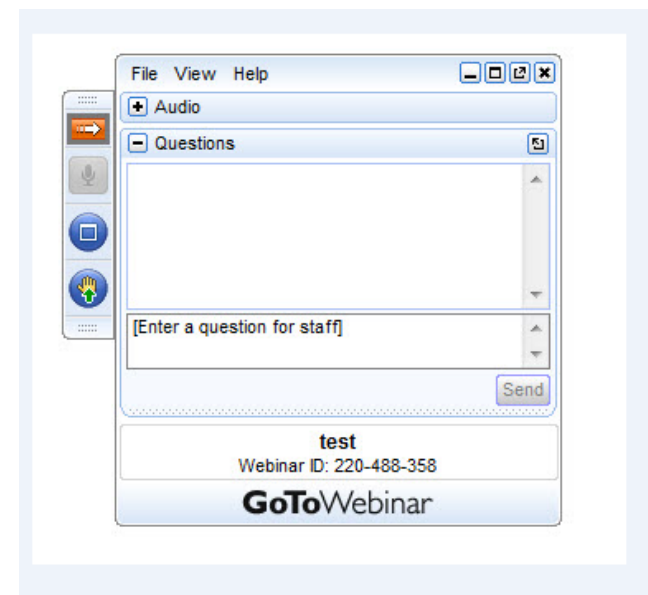 File View Help
Audio
Questions
[Enter a question for staff]
Send
test
Webinar ID: 220-488-358
GoToWebinar